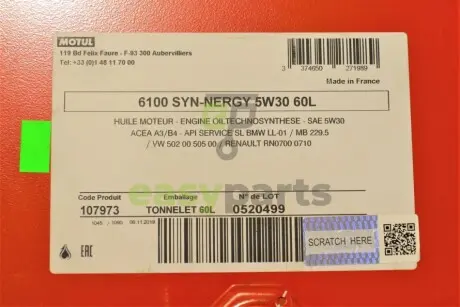 MOTUL
119 Bd Felix Faure - F-93 300 Aubervilliers
Tel: +33 (0)1 48 11 70 00
3 374650 271989
Made in France
6100 SYN-NERGY 5W30 60L
HUILE MOTEUR - ENGINE OILTECHNOSYNTHESE - SAE 5W30
ACEA A3/B4 - API SERVICE SL BMW LL-01 / MB 229.5
/ VW 502 00 505 00 / RENAULT RN0700 0710
easyparts
Code Produit Emballage N° de LOT
107973 TONNELET 60L 0520499
EAC
SCRATCH HERE